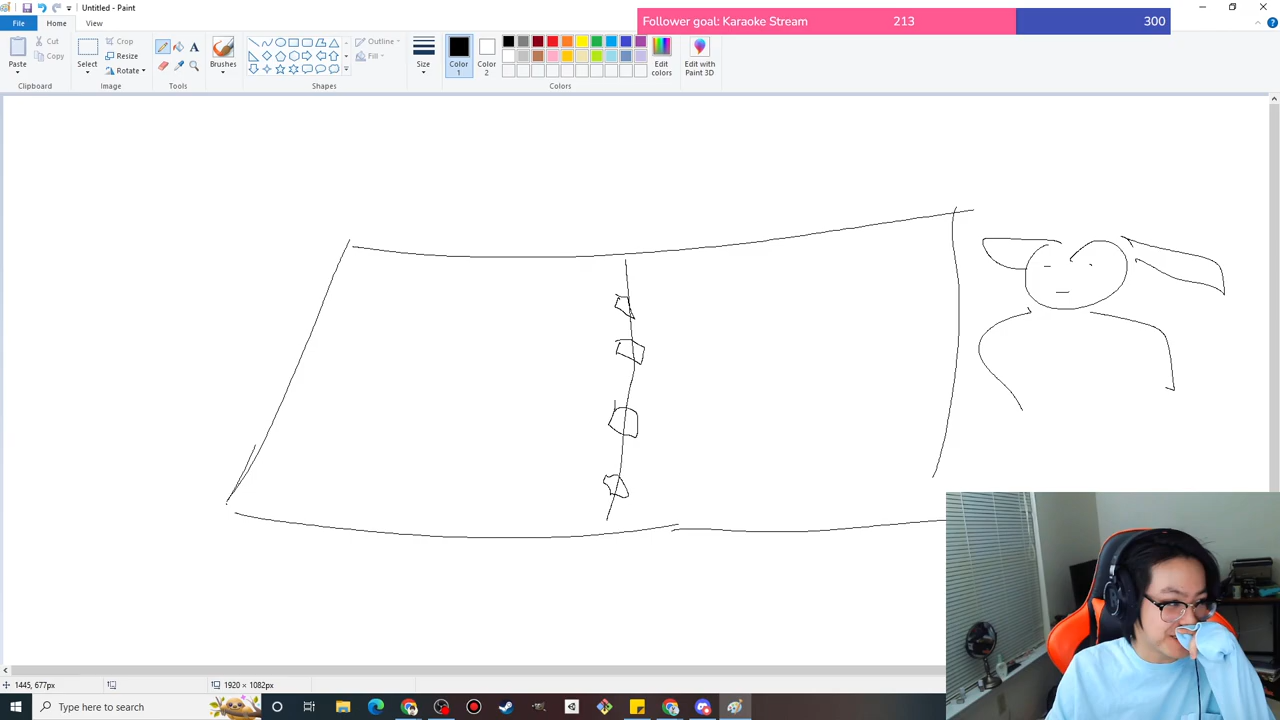 Untitled - Paint
Follower goal: Karaoke Stream 213 300
File Home View
Paste
Cut
Copy
Clipboard
Select
Crop
Resize
Rotate
Image
A
Tools
Brushes
Outline
Fill
Shapes
Size
Color 1
Color 2
Edit colors
Colors
Edit with Paint 3D
1445, 677px
1920 × 1082px
Type here to search